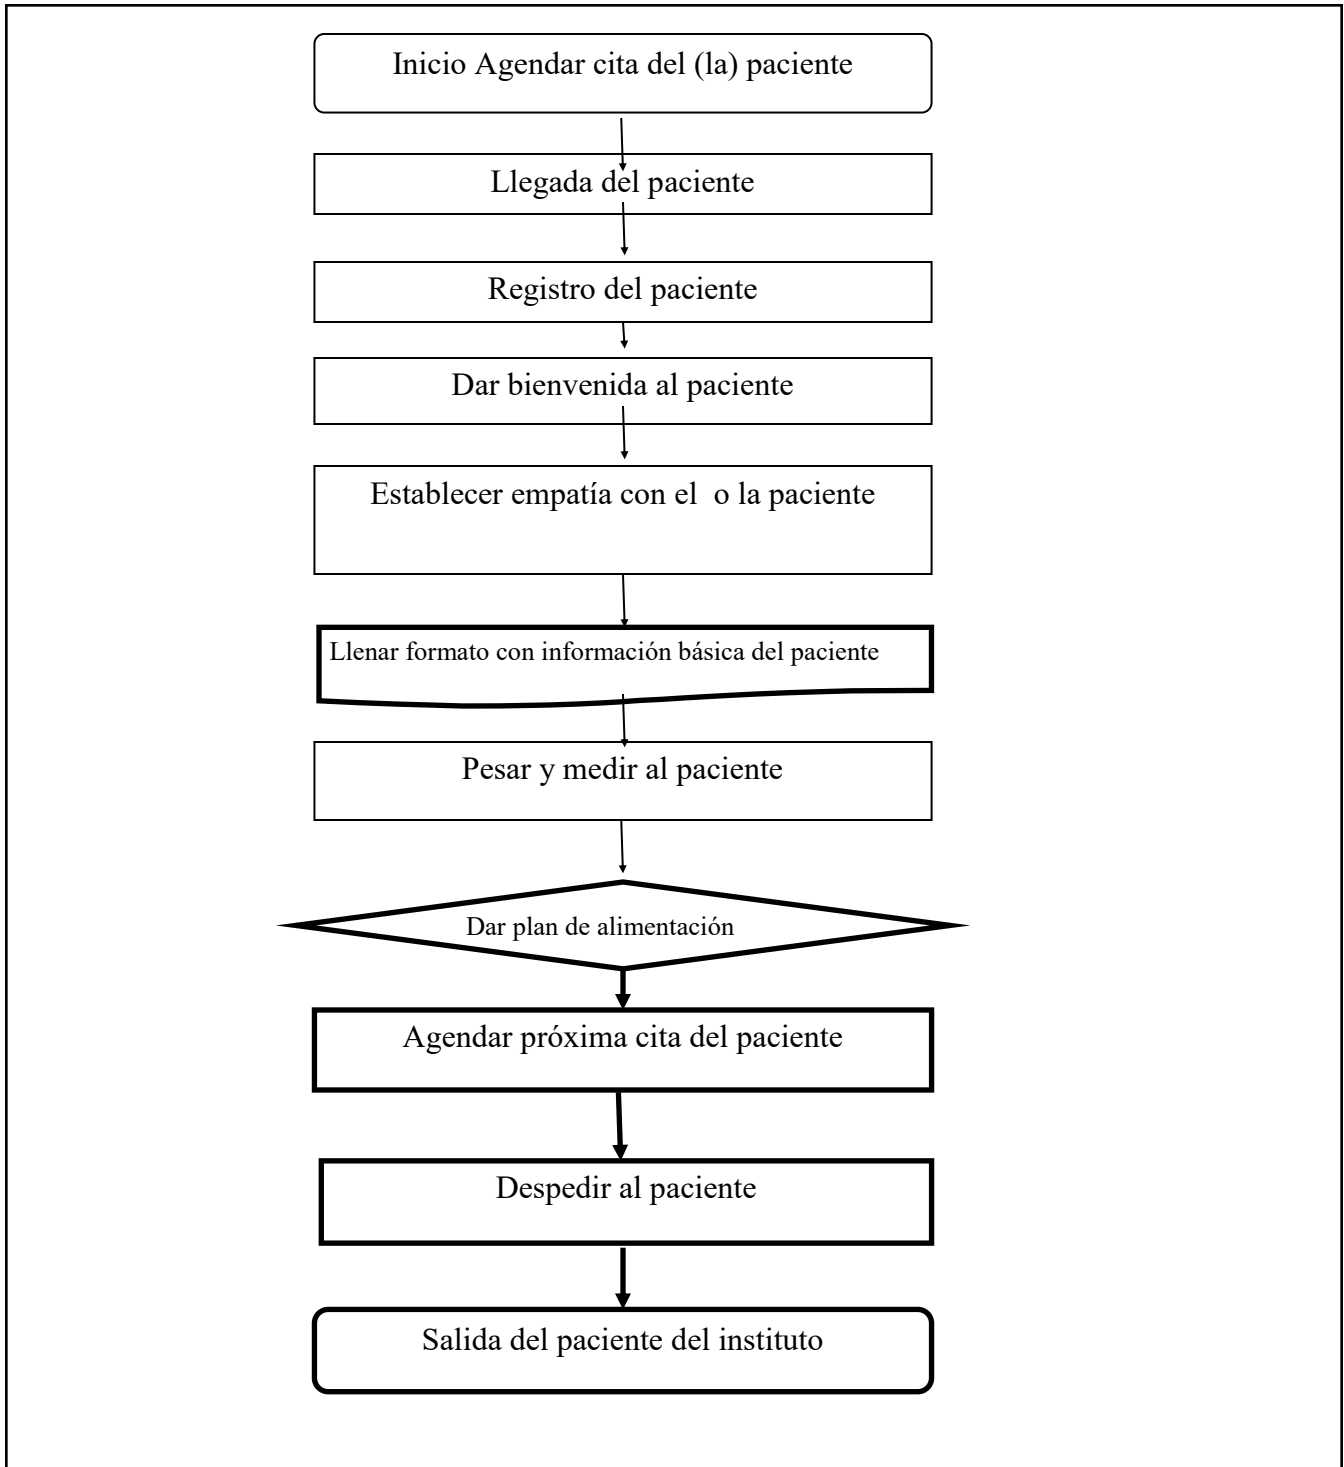 Inicio Agendar cita del (la) paciente
Llegada del paciente
Registro del paciente
Dar bienvenida al paciente
Establecer empatía con el  o la paciente
Llenar formato con información básica del paciente
Pesar y medir al paciente
Dar plan de alimentación
Agendar próxima cita del paciente
Despedir al paciente
Salida del paciente del instituto